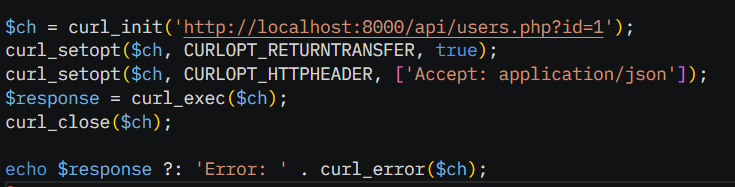 $ch = curl_init('http://localhost:8000/api/users.php?id=1');
curl_setopt($ch, CURLOPT_RETURNTRANSFER, true);
curl_setopt($ch, CURLOPT_HTTPHEADER, ['Accept: application/json']);
$response = curl_exec($ch);
curl_close($ch);
echo $response ?: 'Error: ' . curl_error($ch);